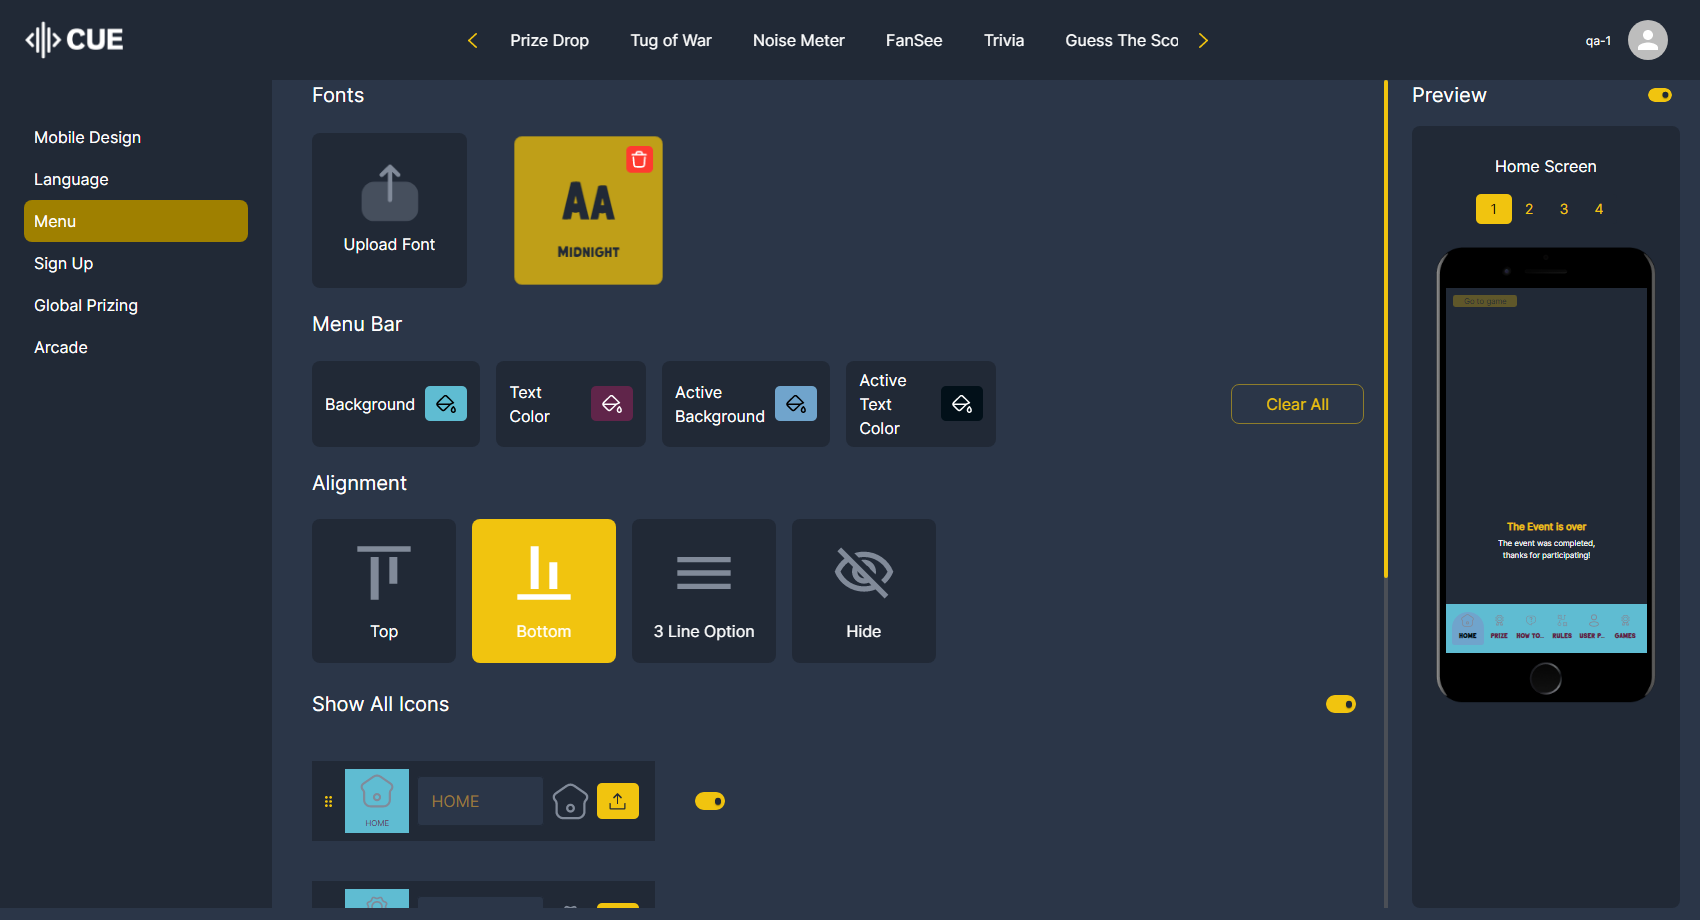 CUE
Prize Drop
Tug of War
Noise Meter
FanSee
Trivia
Guess The Sco
qa-1
Mobile Design
Language
Menu
Sign Up
Global Prizing
Arcade
Fonts
Upload Font
AA
MIDNIGHT
Menu Bar
Background
Text
Color
Active
Background
Active
Text
Color
Clear All
Alignment
Top
Bottom
3 Line Option
Hide
Show All Icons
HOME
HOME
Preview
Home Screen
1 2 3 4
Go to game
The Event is over
The event was completed,
thanks for participating!
HOME PRIZE HOW TO.. RULES USER P.. GAMES